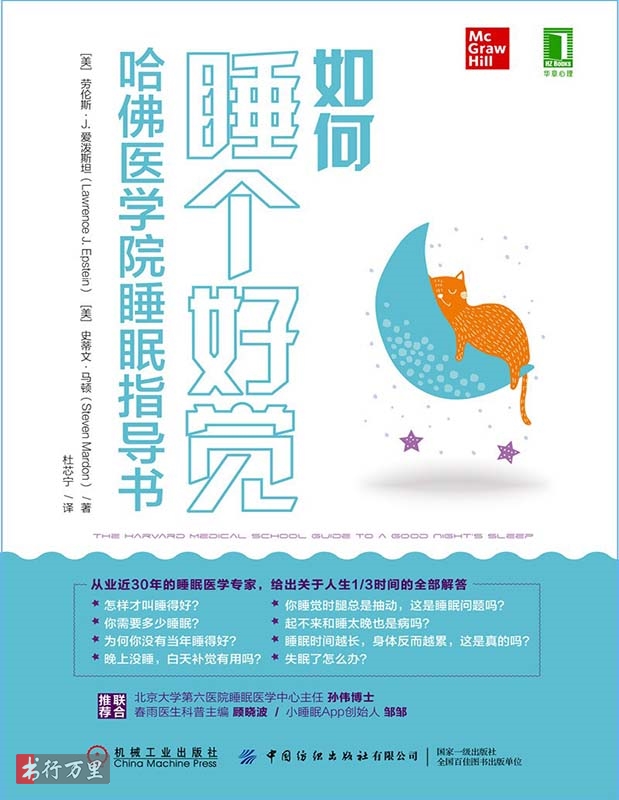 Mc
Graw
Hill
HZ Books
华章心理
如何
睡个好觉
哈佛医学院睡眠指导书
[美] 劳伦斯·J.爱泼斯坦(Lawrence J. Epstein) [美] 史蒂文·马顿(Steven Mardon) / 著
杜芯宁 / 译
THE HARVARD MEDICAL SCHOOL GUIDE TO A GOOD NIGHT'S SLEEP
从业近30年的睡眠医学专家，给出关于人生1/3时间的全部解答
怎样才叫睡得好?
你需要多少睡眠?
为何你没有当年睡得好?
晚上没睡，白天补觉有用吗?
你睡觉时腿总是抽动，这是睡眠问题吗?
起不来和睡太晚也是病吗?
睡眠时间越长，身体反而越累，这是真的吗?
失眠了怎么办?
联合推荐
北京大学第六医院睡眠医学中心主任 孙伟博士
春雨医生科普主编 顾晓波 / 小睡眠App创始人 邹邹
机械工业出版社
China Machine Press
中国纺织出版社有限公司
国家一级出版社
全国百佳图书出版单位
书行万里